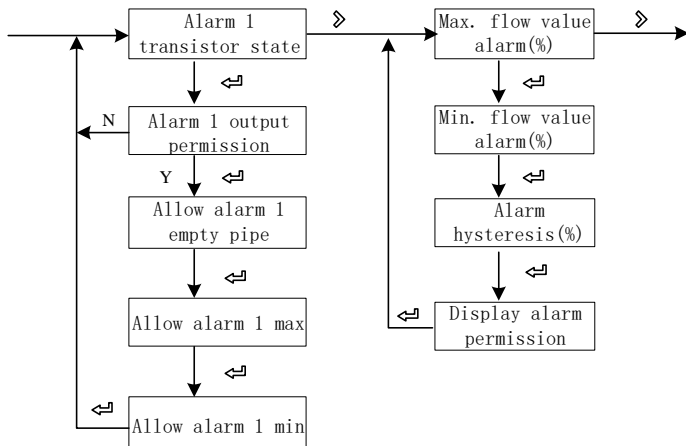 Alarm 1
transistor state
N
Alarm 1 output
permission
Y
Allow alarm 1
empty pipe
Allow alarm 1 max
Allow alarm 1 min
Max. flow value
alarm(%)
Min. flow value
alarm(%)
Alarm
hysteresis(%)
Display alarm
permission